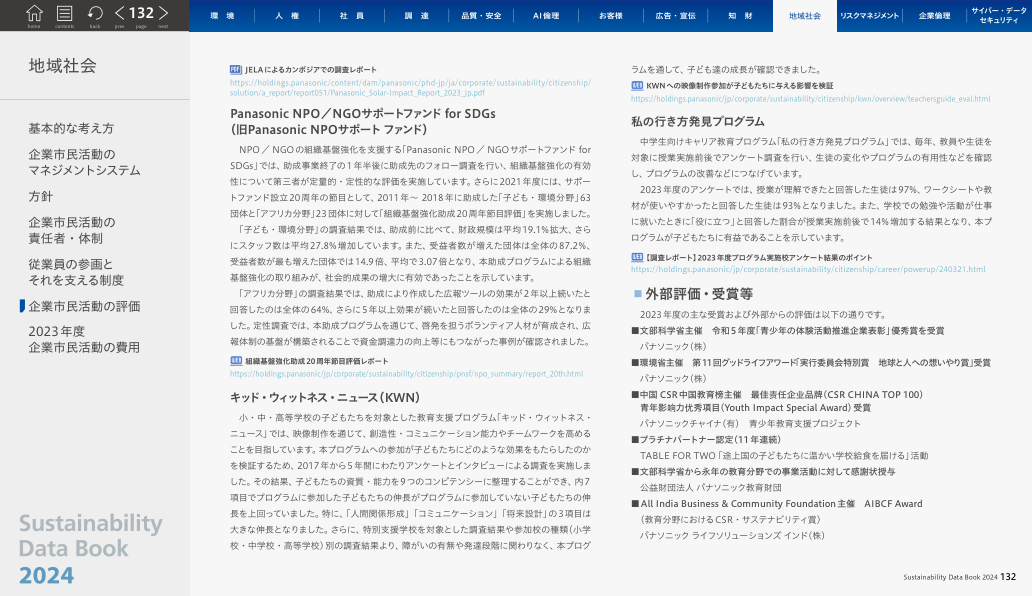 home
contents
back
prev
132
page
next
環 境
人 権
社 員
調 達
品質・安全
AI倫理
お客様
広告・宣伝
知 財
地域社会
リスクマネジメント
企業倫理
サイバー・データ
セキュリティ
地域社会
基本的な考え方
企業市民活動の
マネジメントシステム
方針
企業市民活動の
責任者・体制
従業員の参画と
それを支える制度
企業市民活動の評価
2023年度
企業市民活動の費用
Sustainability
Data Book
2024
PDF JELAによるカンボジアでの調査レポート
https://holdings.panasonic/content/dam/panasonic/phd-jp/ja/corporate/sustainability/citizenship/
solution/a_report/report051/Panasonic_Solar-Impact_Report_2023_jp.pdf
Panasonic NPO／NGOサポートファンド for SDGs
（旧Panasonic NPOサポート ファンド）
NPO／NGOの組織基盤強化を支援する「Panasonic NPO／NGOサポートファンド for
SDGs」では、助成事業終了の1年半後に助成先のフォロー調査を行い、組織基盤強化の有効
性について第三者が定量的・定性的な評価を実施しています。さらに2021年度には、サポー
トファンド設立20周年の節目として、2011年～2018年に助成した「子ども・環境分野」63
団体と「アフリカ分野」23団体に対して「組織基盤強化助成20周年節目評価」を実施しました。
「子ども・環境分野」の調査結果では、助成前に比べて、財政規模は平均19.1%拡大、さら
にスタッフ数は平均27.8%増加しています。また、受益者数が増えた団体は全体の87.2%、
受益者数が最も増えた団体では14.9倍、平均で3.07倍となり、本助成プログラムによる組織
基盤強化の取り組みが、社会的成果の増大に有効であったことを示しています。
「アフリカ分野」の調査結果では、助成により作成した広報ツールの効果が2年以上続いたと
回答したのは全体の64%、さらに5年以上効果が続いたと回答したのは全体の29%となりま
した。定性調査では、本助成プログラムを通じて、啓発を担うボランティア人材が育成され、広
報体制の基盤が構築されることで資金調達力の向上等にもつながった事例が確認されました。
WEB 組織基盤強化助成20周年節目評価レポート
https://holdings.panasonic/jp/corporate/sustainability/citizenship/pnsf/npo_summary/report_20th.html
キッド・ウィットネス・ニュース（KWN）
小・中・高等学校の子どもたちを対象とした教育支援プログラム「キッド・ウィットネス・
ニュース」では、映像制作を通じて、創造性・コミュニケーション能力やチームワークを高める
ことを目指しています。本プログラムへの参加が子どもたちにどのような効果をもたらしたのか
を検証するため、2017年から5年間にわたりアンケートとインタビューによる調査を実施しま
した。その結果、子どもたちの資質・能力を9つのコンピテンシーに整理することができ、内7
項目でプログラムに参加した子どもたちの伸長がプログラムに参加していない子どもたちの伸
長を上回っていました。特に、「人間関係形成」「コミュニケーション」「将来設計」の3項目は
大きな伸長となりました。さらに、特別支援学校を対象とした調査結果や参加校の種類（小学
校・中学校・高等学校）別の調査結果より、障がいの有無や発達段階に関わりなく、本プログ
ラムを通して、子ども達の成長が確認できました。
WEB KWNへの映像制作参加が子どもたちに与える影響を検証
https://holdings.panasonic/jp/corporate/sustainability/citizenship/kwn/overview/teachersguide_eval.html
私の行き方発見プログラム
中学生向けキャリア教育プログラム「私の行き方発見プログラム」では、毎年、教員や生徒を
対象に授業実施前後でアンケート調査を行い、生徒の変化やプログラムの有用性などを確認
し、プログラムの改善などにつなげています。
2023年度のアンケートでは、授業が理解できたと回答した生徒は97%、ワークシートや教
材が使いやすかったと回答した生徒は93%となりました。また、学校の勉強や活動が仕事
に就いたときに「役に立つ」と回答した割合が授業実施前後で14%増加する結果となり、本プ
ログラムが子どもたちに有益であることを示しています。
WEB 【調査レポート】2023年度プログラム実施校アンケート結果のポイント
https://holdings.panasonic/jp/corporate/sustainability/citizenship/career/powerup/240321.html
■外部評価・受賞等
2023年度の主な受賞および外部からの評価は以下の通りです。
■文部科学省主催　令和5年度「青少年の体験活動推進企業表彰」優秀賞を受賞
パナソニック（株）
■環境省主催　第11回グッドライフアワード「実行委員会特別賞　地球と人への想いやり賞」受賞
パナソニック（株）
■中国 CSR中国教育榜主催　最佳責任企業品牌（CSR CHINA TOP 100）
青年影响力优秀項目（Youth Impact Special Award）受賞
パナソニックチャイナ（有）　青少年教育支援プロジェクト
■プラチナパートナー認定（11年連続）
TABLE FOR TWO「途上国の子どもたちに温かい学校給食を届ける」活動
■文部科学省から永年の教育分野での事業活動に対して感謝状授与
公益財団法人 パナソニック教育財団
■All India Business & Community Foundation主催　AIBCF Award
（教育分野におけるCSR・サステナビリティ賞）
パナソニック ライフソリューションズ インド（株）
Sustainability Data Book 2024 132